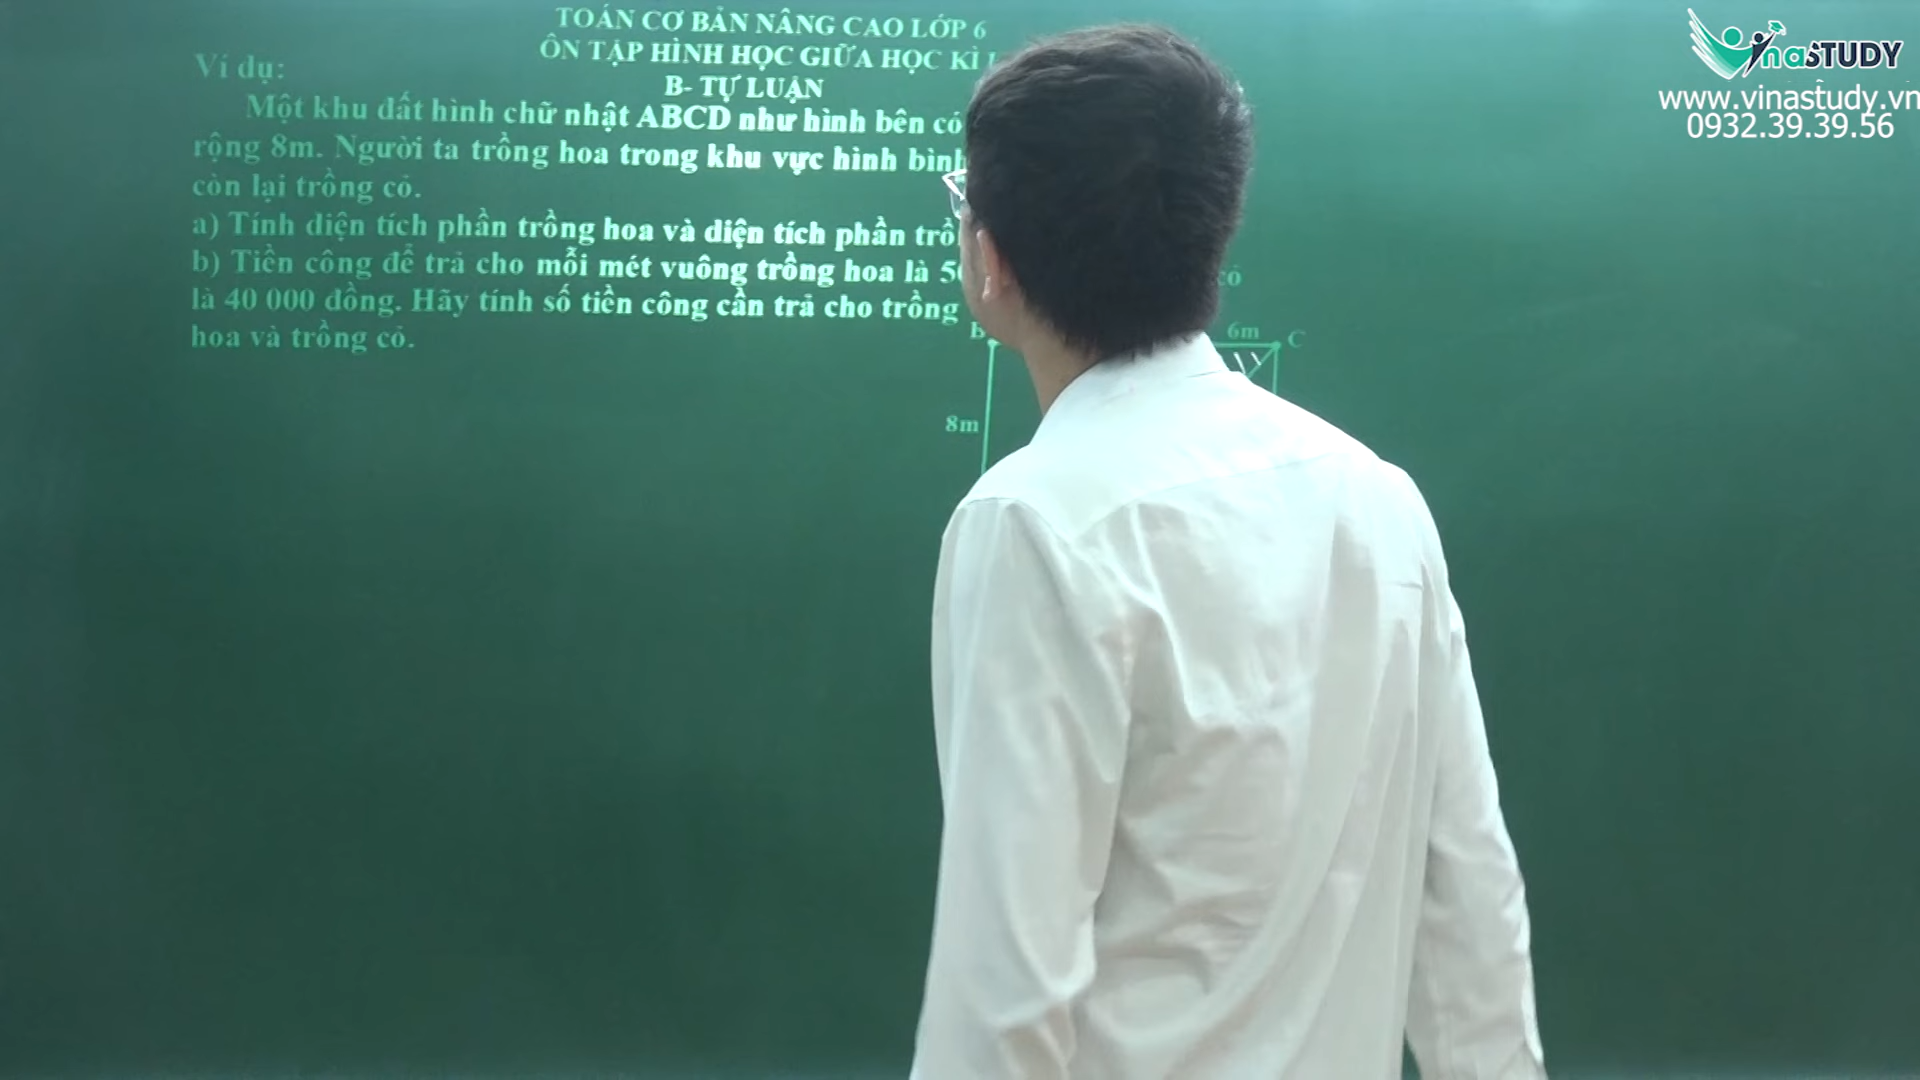 TOÁN CƠ BẢN NÂNG CAO LỚP 6
ÔN TẬP HÌNH HỌC GIỮA HỌC KÌ I
B- TỰ LUẬN
Ví dụ:
Một khu đất hình chữ nhật ABCD như hình bên có
rộng 8m. Người ta trồng hoa trong khu vực hình bình
còn lại trồng cỏ.
a) Tính diện tích phần trồng hoa và diện tích phần
b) Tiền công để trả cho mỗi mét vuông trồng hoa là
cỏ
là 40 000 đồng. Hãy tính số tiền công cần trả cho trồng
hoa và trồng cỏ.
B
6m
C
8m
VinaSTUDY
www.vinastudy.vn
0932.39.39.56